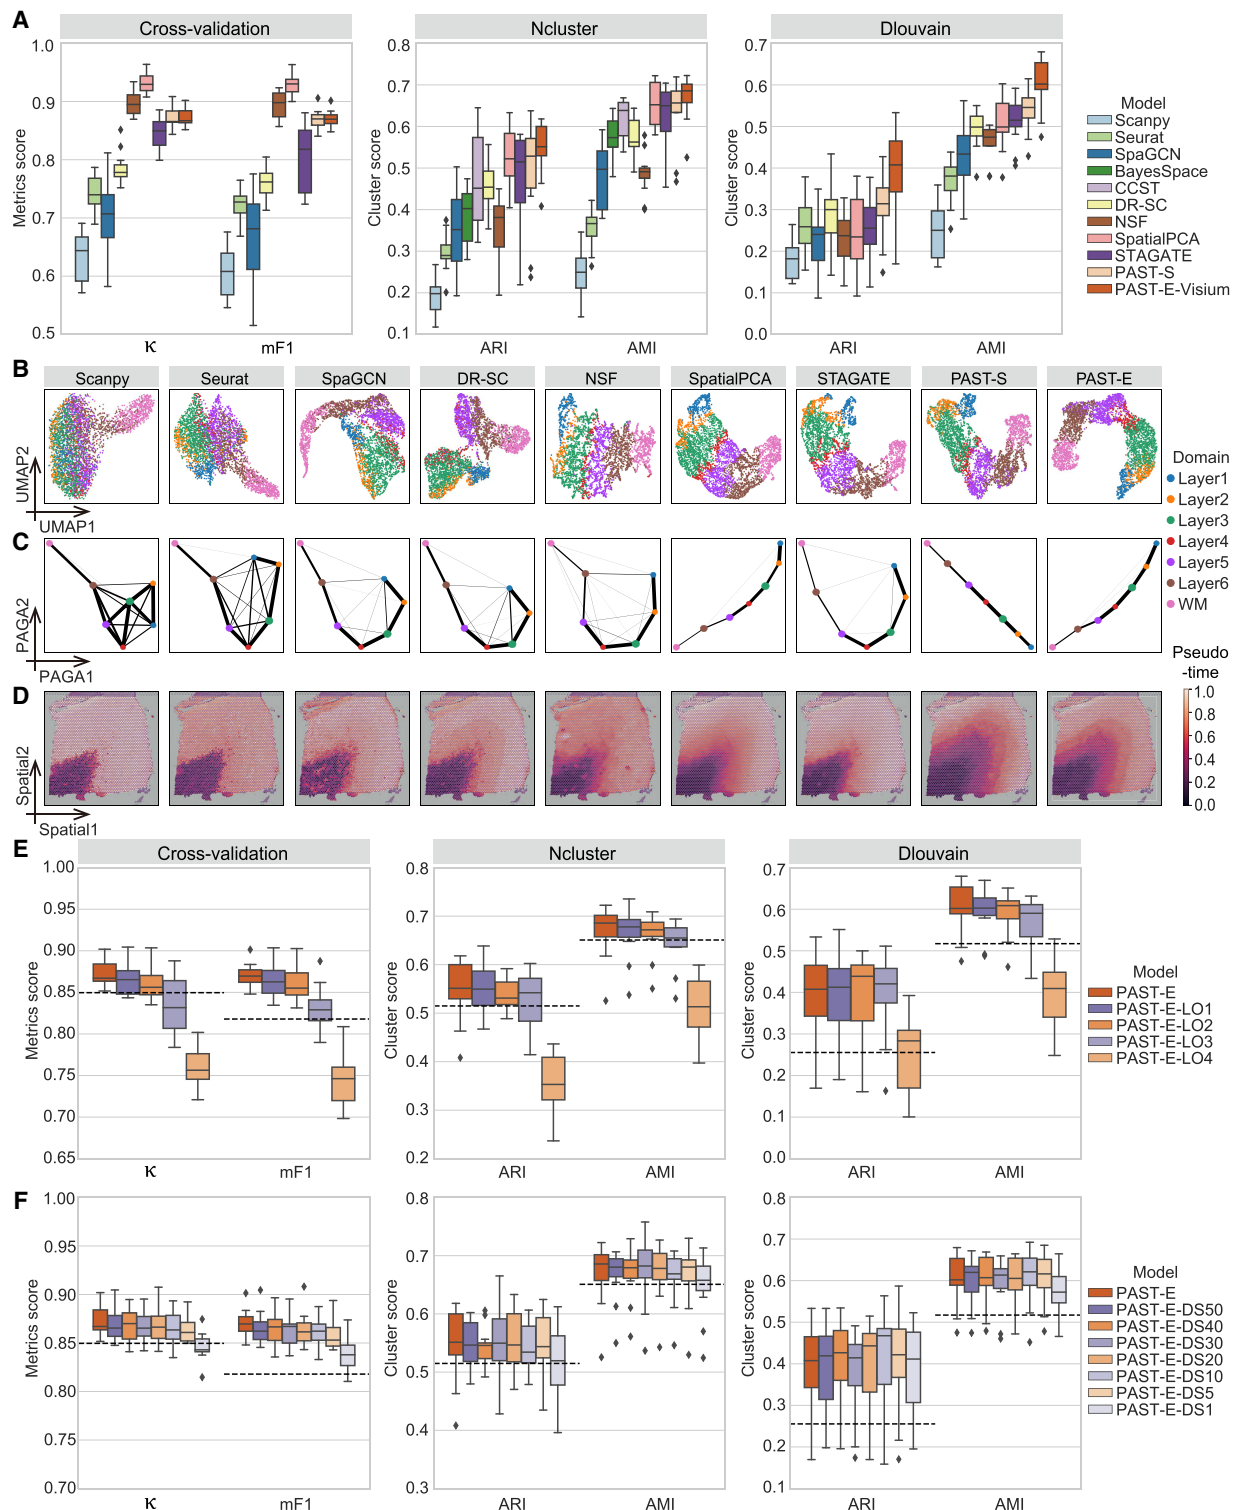 A
Cross-validation
Ncluster
Dlouvain
Metrics score
1.0
0.9
0.8
0.7
0.6
0.5
κ
mF1
Cluster score
0.8
0.7
0.6
0.5
0.4
0.3
0.2
0.1
ARI
AMI
Cluster score
0.7
0.6
0.5
0.4
0.3
0.2
0.1
0.0
ARI
AMI
Model
Scanpy
Seurat
SpaGCN
BayesSpace
CCST
DR-SC
NSF
SpatialPCA
STAGATE
PAST-S
PAST-E-Visium
B
Scanpy
Seurat
SpaGCN
DR-SC
NSF
SpatialPCA
STAGATE
PAST-S
PAST-E
UMAP2
UMAP1
Domain
Layer1
Layer2
Layer3
Layer4
Layer5
Layer6
WM
C
PAGA2
PAGA1
D
Spatial2
Spatial1
Pseudo
-time
1.0
0.8
0.6
0.4
0.2
0.0
E
Cross-validation
Ncluster
Dlouvain
Metrics score
1.00
0.95
0.90
0.85
0.80
0.75
0.70
0.65
κ
mF1
Cluster score
0.8
0.7
0.6
0.5
0.4
0.3
0.2
ARI
AMI
Cluster score
0.7
0.6
0.5
0.4
0.3
0.2
0.1
0.0
ARI
AMI
Model
PAST-E
PAST-E-LO1
PAST-E-LO2
PAST-E-LO3
PAST-E-LO4
F
Metrics score
1.00
0.95
0.90
0.85
0.80
0.75
0.70
κ
mF1
Cluster score
0.8
0.7
0.6
0.5
0.4
0.3
ARI
AMI
Cluster score
0.8
0.7
0.6
0.5
0.4
0.3
0.2
0.1
ARI
AMI
Model
PAST-E
PAST-E-DS50
PAST-E-DS40
PAST-E-DS30
PAST-E-DS20
PAST-E-DS10
PAST-E-DS5
PAST-E-DS1